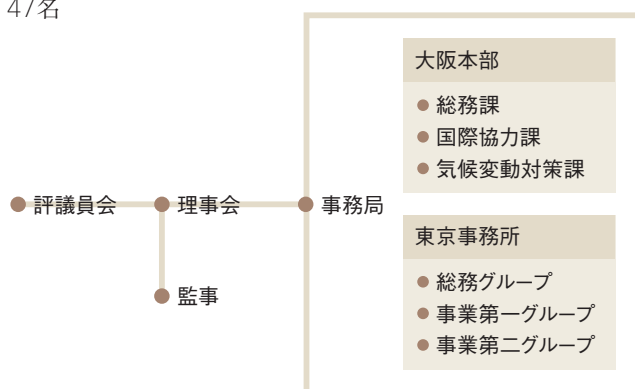 47名
大阪本部
総務課
国際協力課
気候変動対策課
評議員会
理事会
事務局
監事
東京事務所
総務グループ
事業第一グループ
事業第二グループ